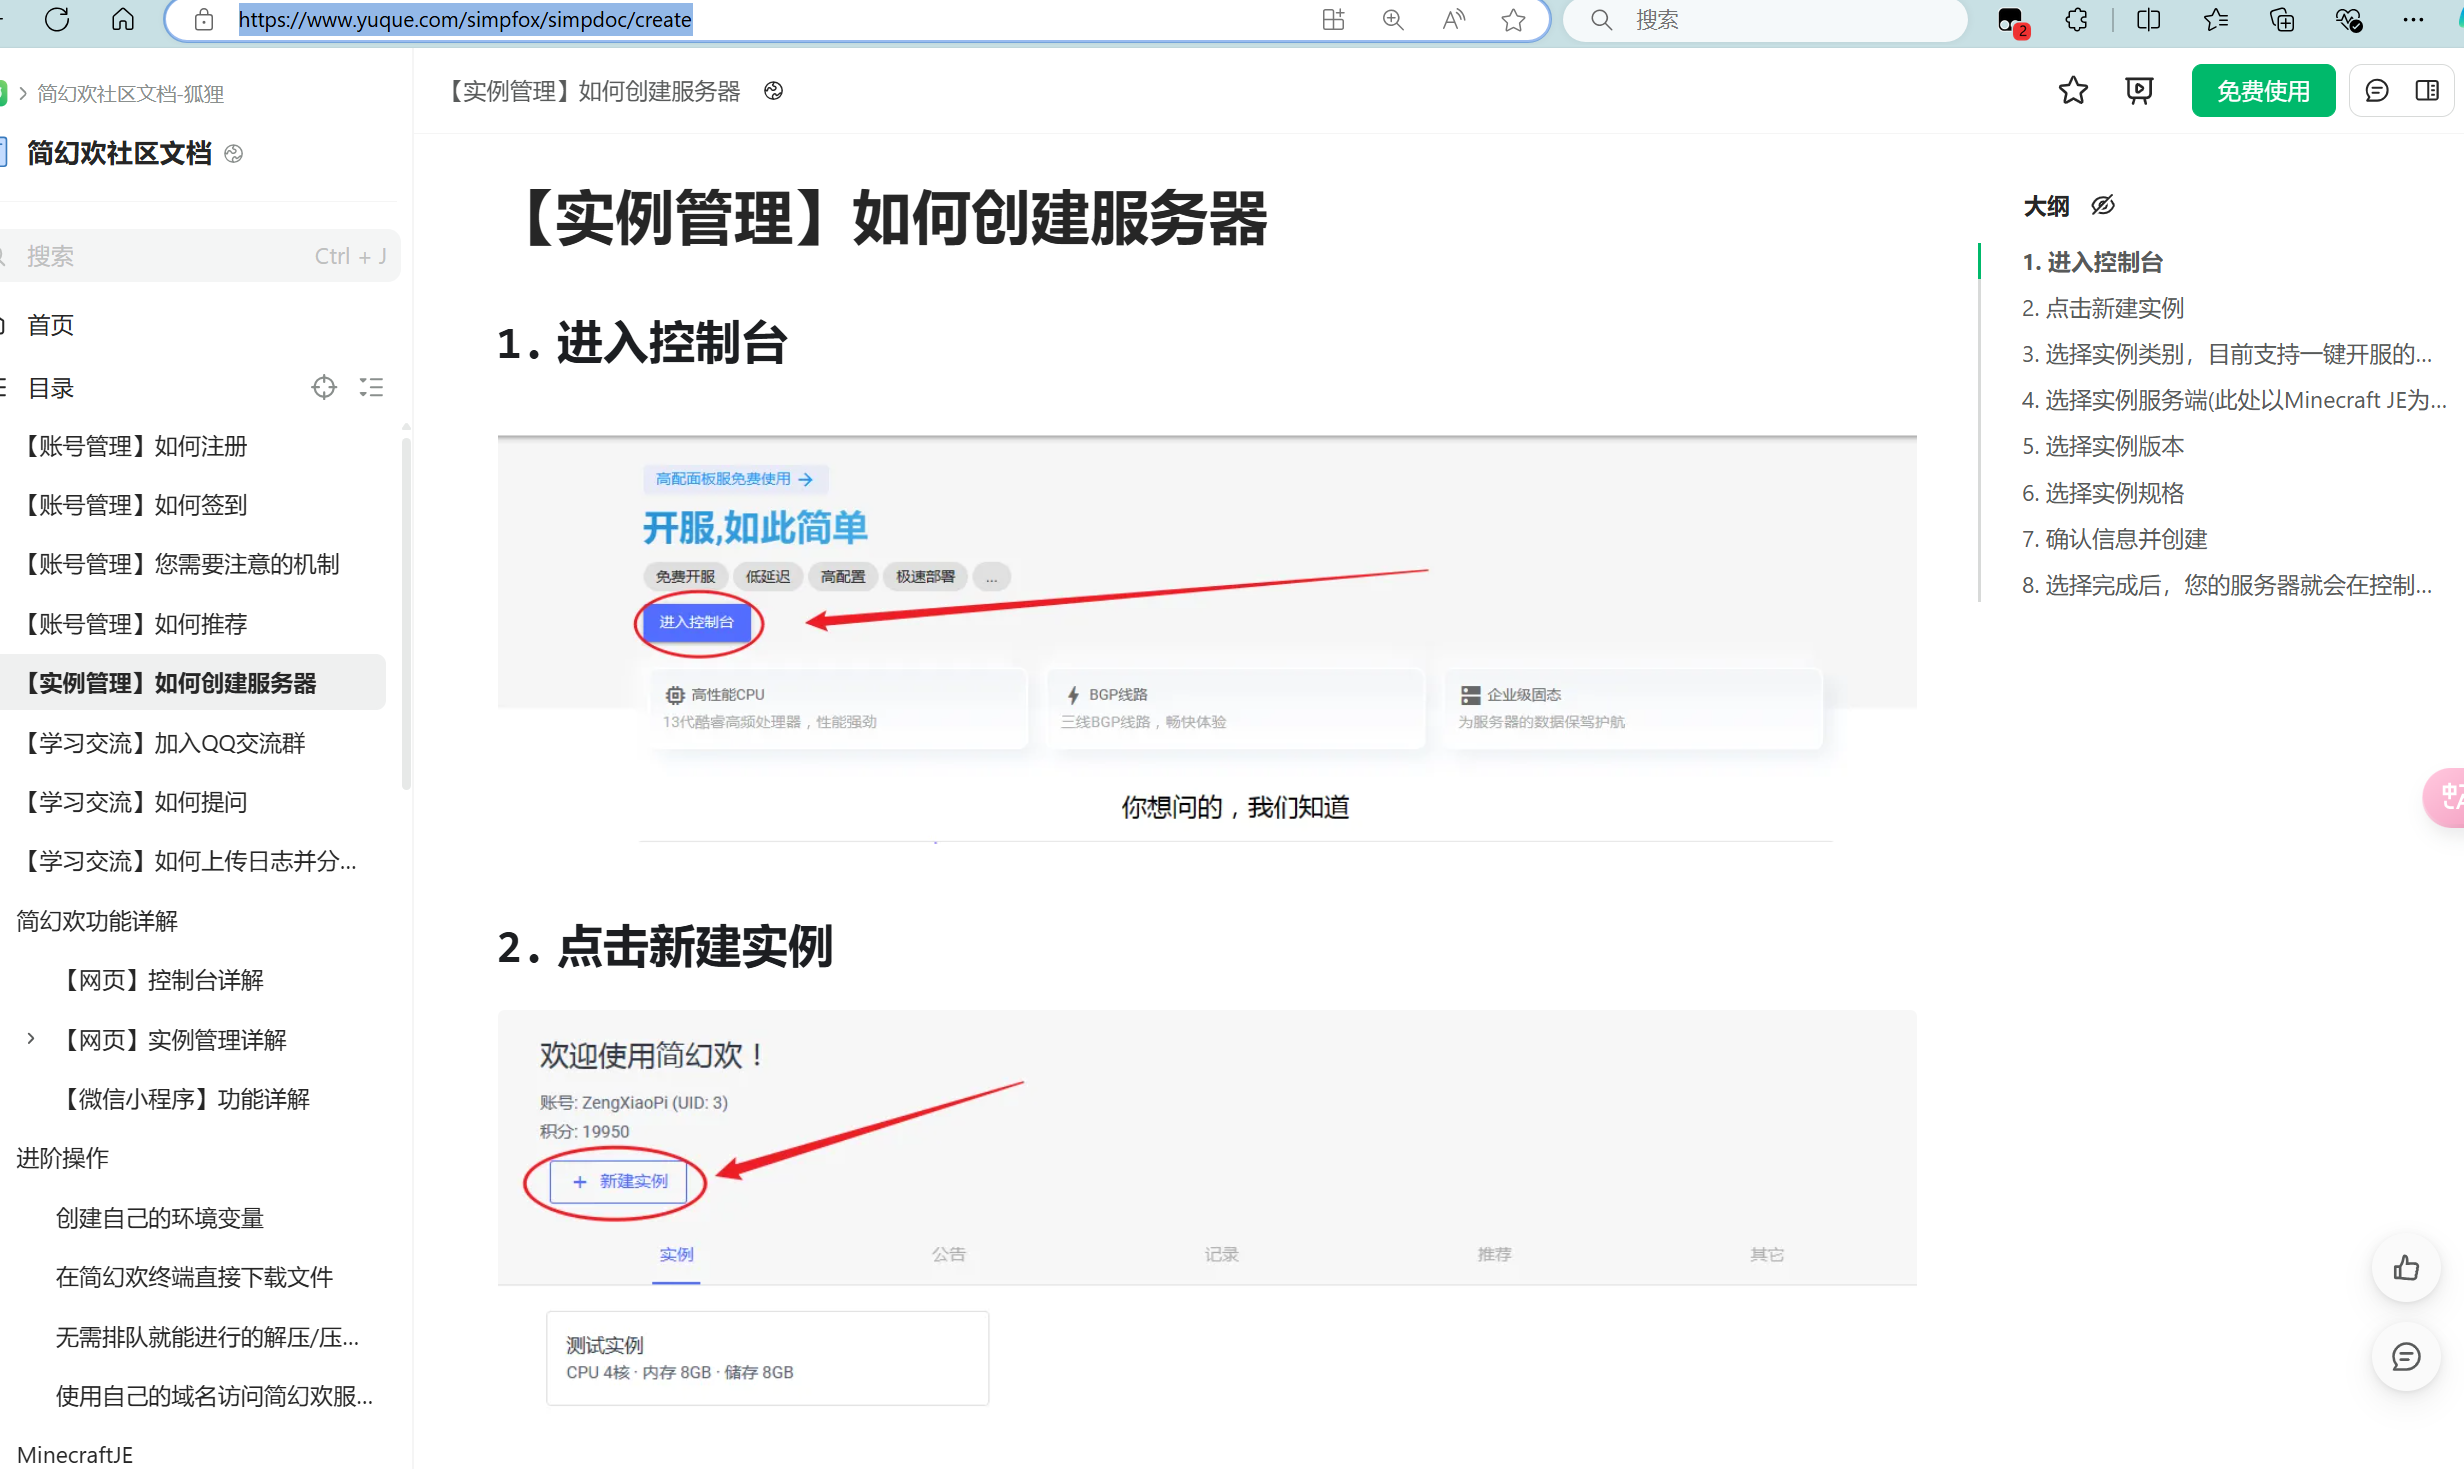 https://www.yuque.com/simpfox/simpdoc/create
搜索
2
简幻欢社区文档-狐狸
【实例管理】如何创建服务器
免费使用
简幻欢社区文档
搜索
Ctrl + J
首页
目录
【账号管理】如何注册
【账号管理】如何签到
【账号管理】您需要注意的机制
【账号管理】如何推荐
【实例管理】如何创建服务器
【学习交流】加入QQ交流群
【学习交流】如何提问
【学习交流】如何上传日志并分...
简幻欢功能详解
【网页】控制台详解
【网页】实例管理详解
【微信小程序】功能详解
进阶操作
创建自己的环境变量
在简幻欢终端直接下载文件
无需排队就能进行的解压/压...
使用自己的域名访问简幻欢服...
MinecraftJE
【实例管理】如何创建服务器
1. 进入控制台
高配面板服免费使用
开服,如此简单
免费开服 低延迟 高配置 极速部署 ...
进入控制台
高性能CPU
13代酷睿高频处理器，性能强劲
BGP线路
三线BGP线路，畅快体验
企业级固态
为服务器的数据保驾护航
你想问的，我们知道
2. 点击新建实例
欢迎使用简幻欢！
账号: ZengXiaoPi (UID: 3)
积分: 19950
+ 新建实例
实例 公告 记录 推荐 其它
测试实例
CPU 4核 · 内存 8GB · 储存 8GB
大纲
1. 进入控制台
2. 点击新建实例
3. 选择实例类别，目前支持一键开服的...
4. 选择实例服务端(此处以Minecraft JE为...
5. 选择实例版本
6. 选择实例规格
7. 确认信息并创建
8. 选择完成后，您的服务器就会在控制...